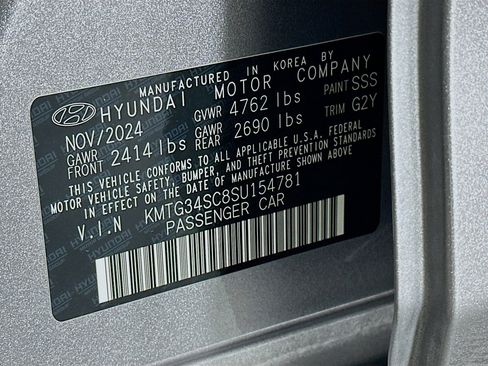 MANUFACTURED IN KOREA BY
HYUNDAI MOTOR COMPANY
NOV/2024 GVWR 4762 lbs PAINT SSS
GAWR FRONT 2414 lbs GAWR REAR 2690 lbs TRIM G2Y
THIS VEHICLE CONFORMS TO ALL APPLICABLE U.S.A. FEDERAL
MOTOR VEHICLE SAFETY, BUMPER, AND THEFT PREVENTION STANDARDS
IN EFFECT ON THE DATE OF MANUFACTURE SHOWN ABOVE
V I N KMTG34SC8SU154781
PASSENGER CAR